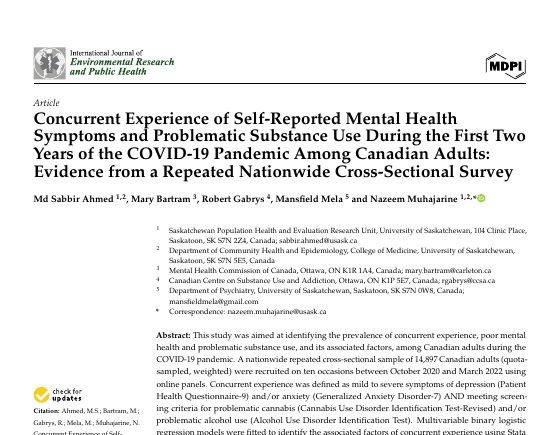 International Journal of
Environmental Research
and Public Health
MDPI
Article
Concurrent Experience of Self-Reported Mental Health
Symptoms and Problematic Substance Use During the First Two
Years of the COVID-19 Pandemic Among Canadian Adults:
Evidence from a Repeated Nationwide Cross-Sectional Survey
Md Sabbir Ahmed 1,2, Mary Bartram 3, Robert Gabrys 4, Mansfield Mela 5 and Nazeem Muhajarine 1,2,*
1 Saskatchewan Population Health and Evaluation Research Unit, University of Saskatchewan, 104 Clinic Place,
Saskatoon, SK S7N 2Z4, Canada; sabbir.ahmed@usask.ca
2 Department of Community Health and Epidemiology, College of Medicine, University of Saskatchewan,
Saskatoon, SK S7N 5E5, Canada
3 Mental Health Commission of Canada, Ottawa, ON K1R 1A4, Canada; mary.bartram@carleton.ca
4 Canadian Centre on Substance Use and Addiction, Ottawa, ON K1P 5E7, Canada; rgabrys@ccsa.ca
5 Department of Psychiatry, University of Saskatchewan, Saskatoon, SK S7N 0W8, Canada;
mansfieldmela@gmail.com
* Correspondence: nazeem.muhajarine@usask.ca
Abstract: This study was aimed at identifying the prevalence of concurrent experience, poor mental
health and problematic substance use, and its associated factors, among Canadian adults during the
COVID-19 pandemic. A nationwide repeated cross-sectional sample of 14,897 Canadian adults (quota-
sampled, weighted) were recruited on ten occasions between October 2020 and March 2022 using
online panels. Concurrent experience was defined as mild to severe symptoms of depression (Patient
Health Questionnaire-9) and/or anxiety (Generalized Anxiety Disorder-7) AND meeting screen-
ing criteria for problematic cannabis (Cannabis Use Disorder Identification Test-Revised) and/or
problematic alcohol use (Alcohol Use Disorder Identification Test). Multivariable binary logistic
regression models were fitted to identify the associated factors of concurrent experience using Stata
check for
updates
Citation: Ahmed, M.S.; Bartram, M.;
Gabrys, R.; Mela, M.; Muhajarine, N.
Concurrent Experience of Self-